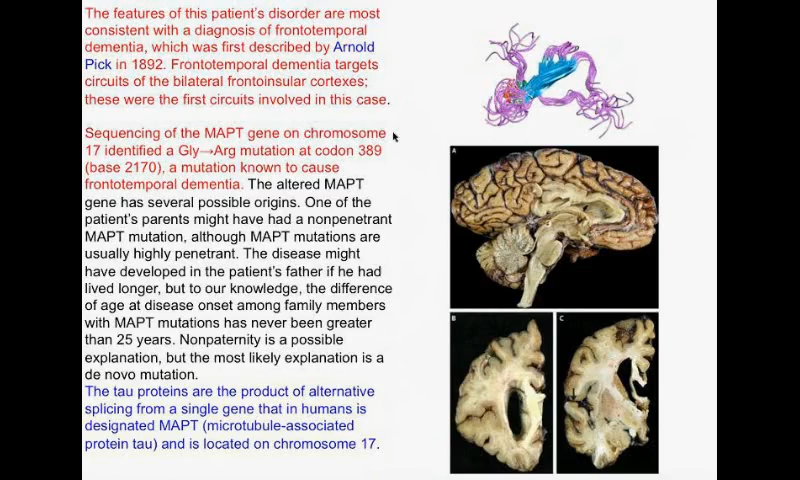 The features of this patient's disorder are most
consistent with a diagnosis of frontotemporal
dementia, which was first described by Arnold
Pick in 1892. Frontotemporal dementia targets
circuits of the bilateral frontoinsular cortexes;
these were the first circuits involved in this case.
Sequencing of the MAPT gene on chromosome
17 identified a Gly→Arg mutation at codon 389
(base 2170), a mutation known to cause
frontotemporal dementia. The altered MAPT
gene has several possible origins. One of the
patient's parents might have had a nonpenetrant
MAPT mutation, although MAPT mutations are
usually highly penetrant. The disease might
have developed in the patient's father if he had
lived longer, but to our knowledge, the difference
of age at disease onset among family members
with MAPT mutations has never been greater
than 25 years. Nonpaternity is a possible
explanation, but the most likely explanation is a
de novo mutation.
The tau proteins are the product of alternative
splicing from a single gene that in humans is
designated MAPT (microtubule-associated
protein tau) and is located on chromosome 17.
A
B
C